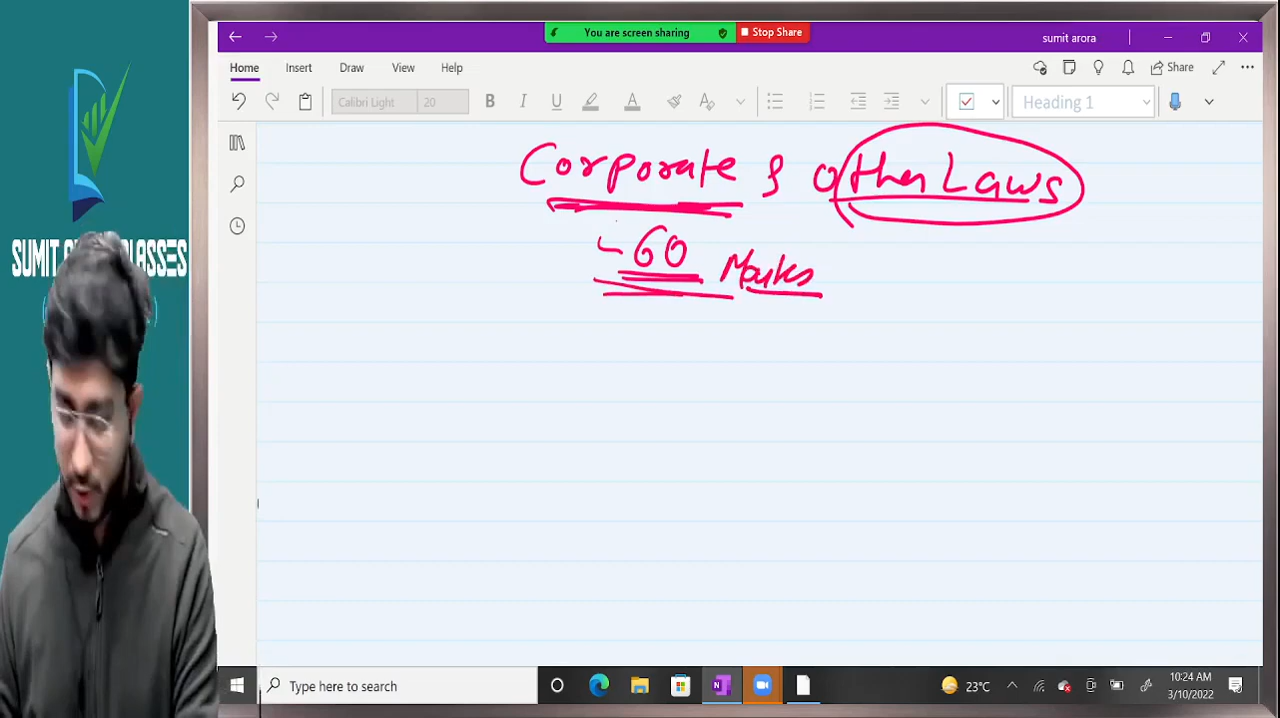 You are screen sharing Stop Share
sumit arora
Home Insert Draw View Help Share
Calibri Light 20 B I U A A Heading 1
Corporate & other Laws
- 60 Marks
SUMIT
Type here to search
N
23°C
10:24 AM
3/10/2022